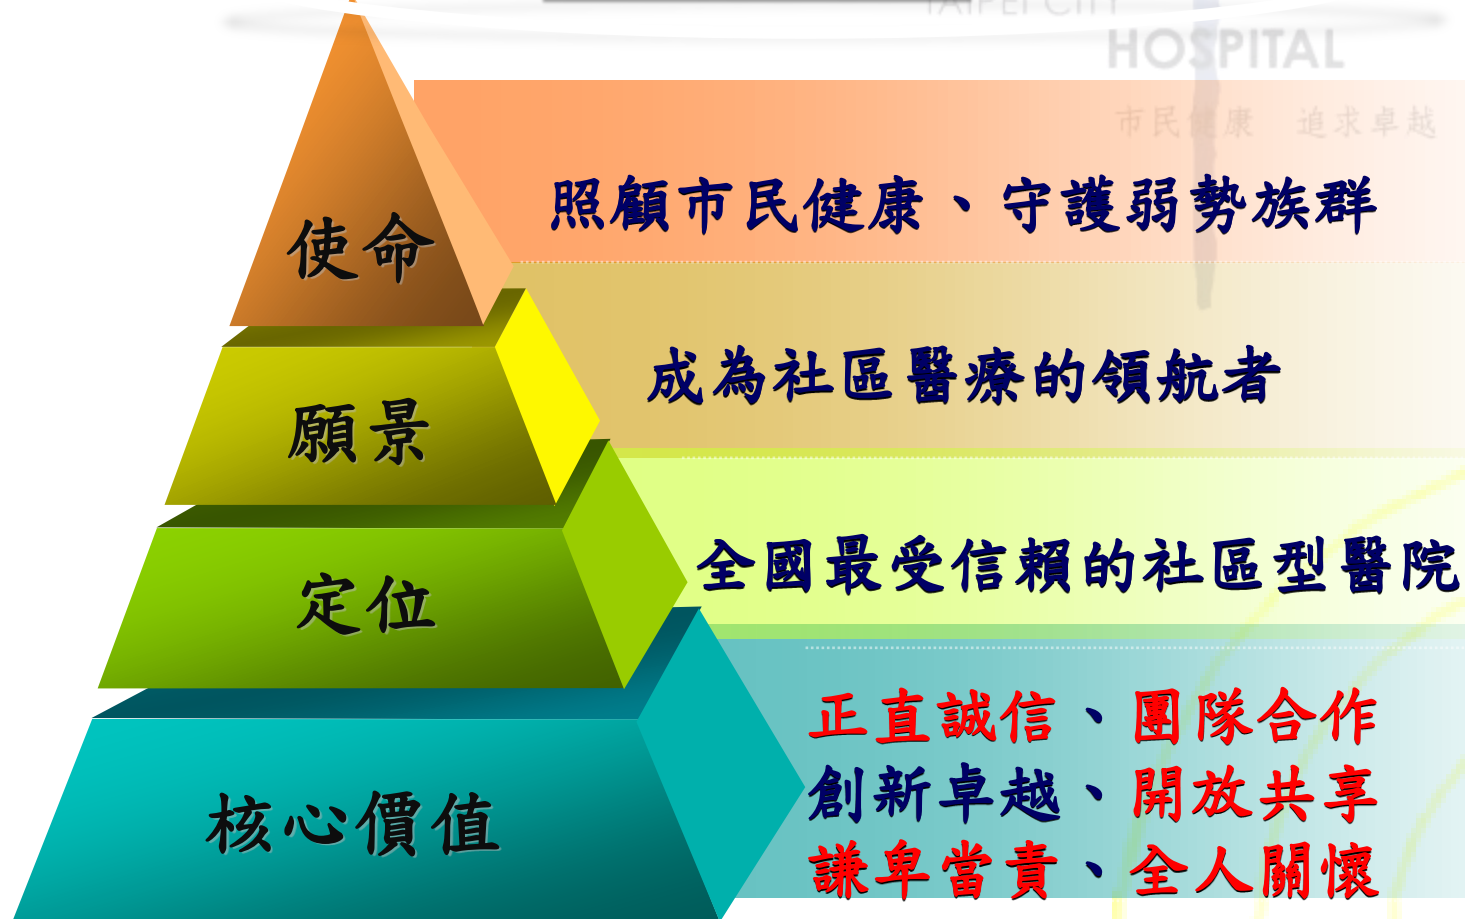 TAIPEI CITY
HOSPITAL
市民健康 追求卓越
使命
照顧市民健康、守護弱勢族群
願景
成為社區醫療的領航者
定位
全國最受信賴的社區型醫院
核心價值
正直誠信、團隊合作
創新卓越、開放共享
謙卑當責、全人關懷